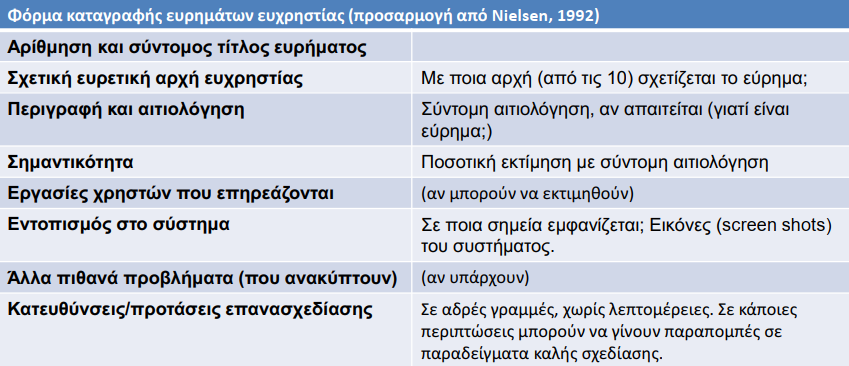 Φόρμα καταγραφής ευρημάτων ευχρηστίας (προσαρμογή από Nielsen, 1992)
Αρίθμηση και σύντομος τίτλος ευρήματος
Σχετική ευρετική αρχή ευχρηστίας
Με ποια αρχή (από τις 10) σχετίζεται το εύρημα;
Περιγραφή και αιτιολόγηση
Σύντομη αιτιολόγηση, αν απαιτείται (γιατί είναι
εύρημα;)
Σημαντικότητα
Ποσοτική εκτίμηση με σύντομη αιτιολόγηση
Εργασίες χρηστών που επηρεάζονται
(αν μπορούν να εκτιμηθούν)
Εντοπισμός στο σύστημα
Σε ποια σημεία εμφανίζεται; Εικόνες (screen shots)
του συστήματος.
Άλλα πιθανά προβλήματα (που ανακύπτουν)
(αν υπάρχουν)
Κατευθύνσεις/προτάσεις επανασχεδίασης
Σε αδρές γραμμές, χωρίς λεπτομέρειες. Σε κάποιες
περιπτώσεις μπορούν να γίνουν παραπομπές σε
παραδείγματα καλής σχεδίασης.